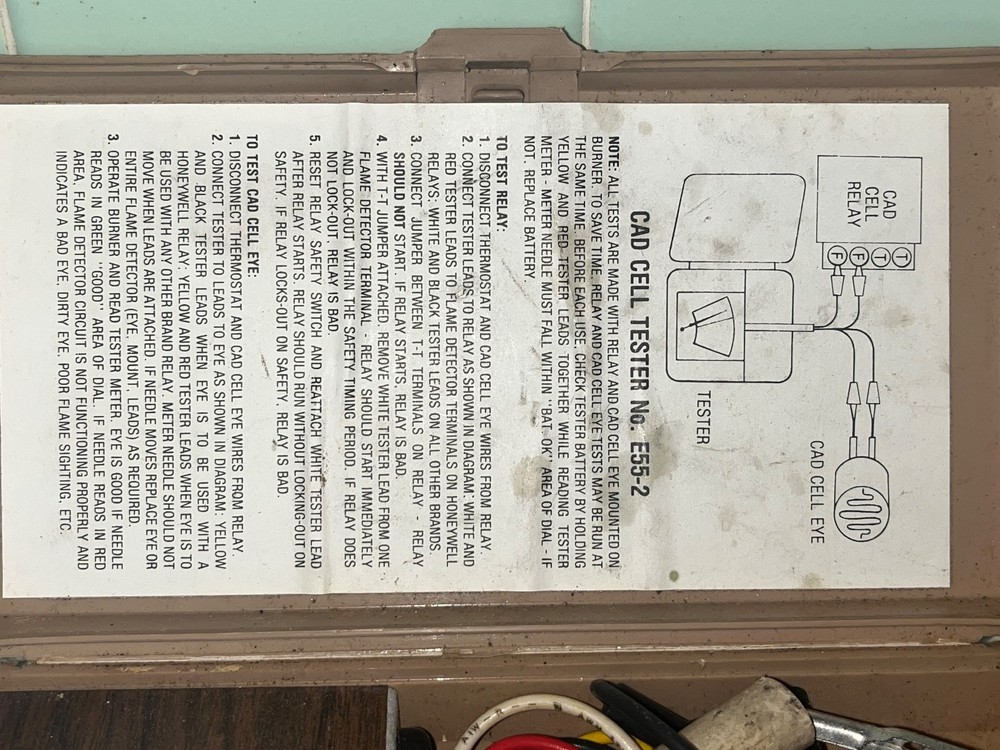 CAD
CELL
RELAY
T
T
F
F
TESTER
CAD CELL EYE
CAD CELL TESTER No. E55-2
NOTE: ALL TESTS ARE MADE WITH RELAY AND CAD CELL EYE MOUNTED ON
BURNER. TO SAVE TIME, RELAY AND CAD CELL EYE TESTS MAY BE RUN AT
THE SAME TIME. BEFORE EACH USE, CHECK TESTER BATTERY BY HOLDING
YELLOW AND RED TESTER LEADS TOGETHER WHILE READING TESTER
METER - METER NEEDLE MUST FALL WITHIN "BAT. OK" AREA OF DIAL - IF
NOT, REPLACE BATTERY.
TO TEST RELAY:
1. DISCONNECT THERMOSTAT AND CAD CELL EYE WIRES FROM RELAY.
2. CONNECT TESTER LEADS TO RELAY AS SHOWN IN DIAGRAM. WHITE AND
RED TESTER LEADS TO FLAME DETECTOR TERMINALS ON HONEYWELL
RELAYS: WHITE AND BLACK TESTER LEADS ON ALL OTHER BRANDS.
3. CONNECT JUMPER BETWEEN T-T TERMINALS ON RELAY - RELAY
SHOULD NOT START. IF RELAY STARTS, RELAY IS BAD.
4. WITH T-T JUMPER ATTACHED. REMOVE WHITE TESTER LEAD FROM ONE
FLAME DETECTOR TERMINAL - RELAY SHOULD START IMMEDIATELY
AND LOCK-OUT WITHIN THE SAFETY TIMING PERIOD. IF RELAY DOES
NOT LOCK-OUT. RELAY IS BAD.
5. RESET RELAY SAFETY SWITCH AND REATTACH WHITE TESTER LEAD
AFTER RELAY STARTS. RELAY SHOULD RUN WITHOUT LOCKING-OUT ON
SAFETY. IF RELAY LOCKS-OUT ON SAFETY. RELAY IS BAD.
TO TEST CAD CELL EYE:
1. DISCONNECT THERMOSTAT AND CAD CELL EYE WIRES FROM RELAY.
2. CONNECT TESTER TO LEADS TO EYE AS SHOWN IN DIAGRAM: YELLOW
AND BLACK TESTER LEADS WHEN EYE IS TO BE USED WITH A
HONEYWELL RELAY: YELLOW AND RED TESTER LEADS WHEN EYE IS TO
BE USED WITH ANY OTHER BRAND RELAY. METER NEEDLE SHOULD NOT
MOVE WHEN LEADS ARE ATTACHED. IF NEEDLE MOVES REPLACE EYE OR
ENTIRE FLAME DETECTOR (EYE. MOUNT. LEADS) AS REQUIRED.
3. OPERATE BURNER AND READ TESTER METER. EYE IS GOOD IF NEEDLE
READS IN GREEN "GOOD" AREA OF DIAL. IF NEEDLE READS IN RED
AREA. FLAME DETECTOR CIRCUIT IS NOT FUNCTIONING PROPERLY AND
INDICATES A BAD EYE. DIRTY EYE. POOR FLAME SIGHTING. ETC.